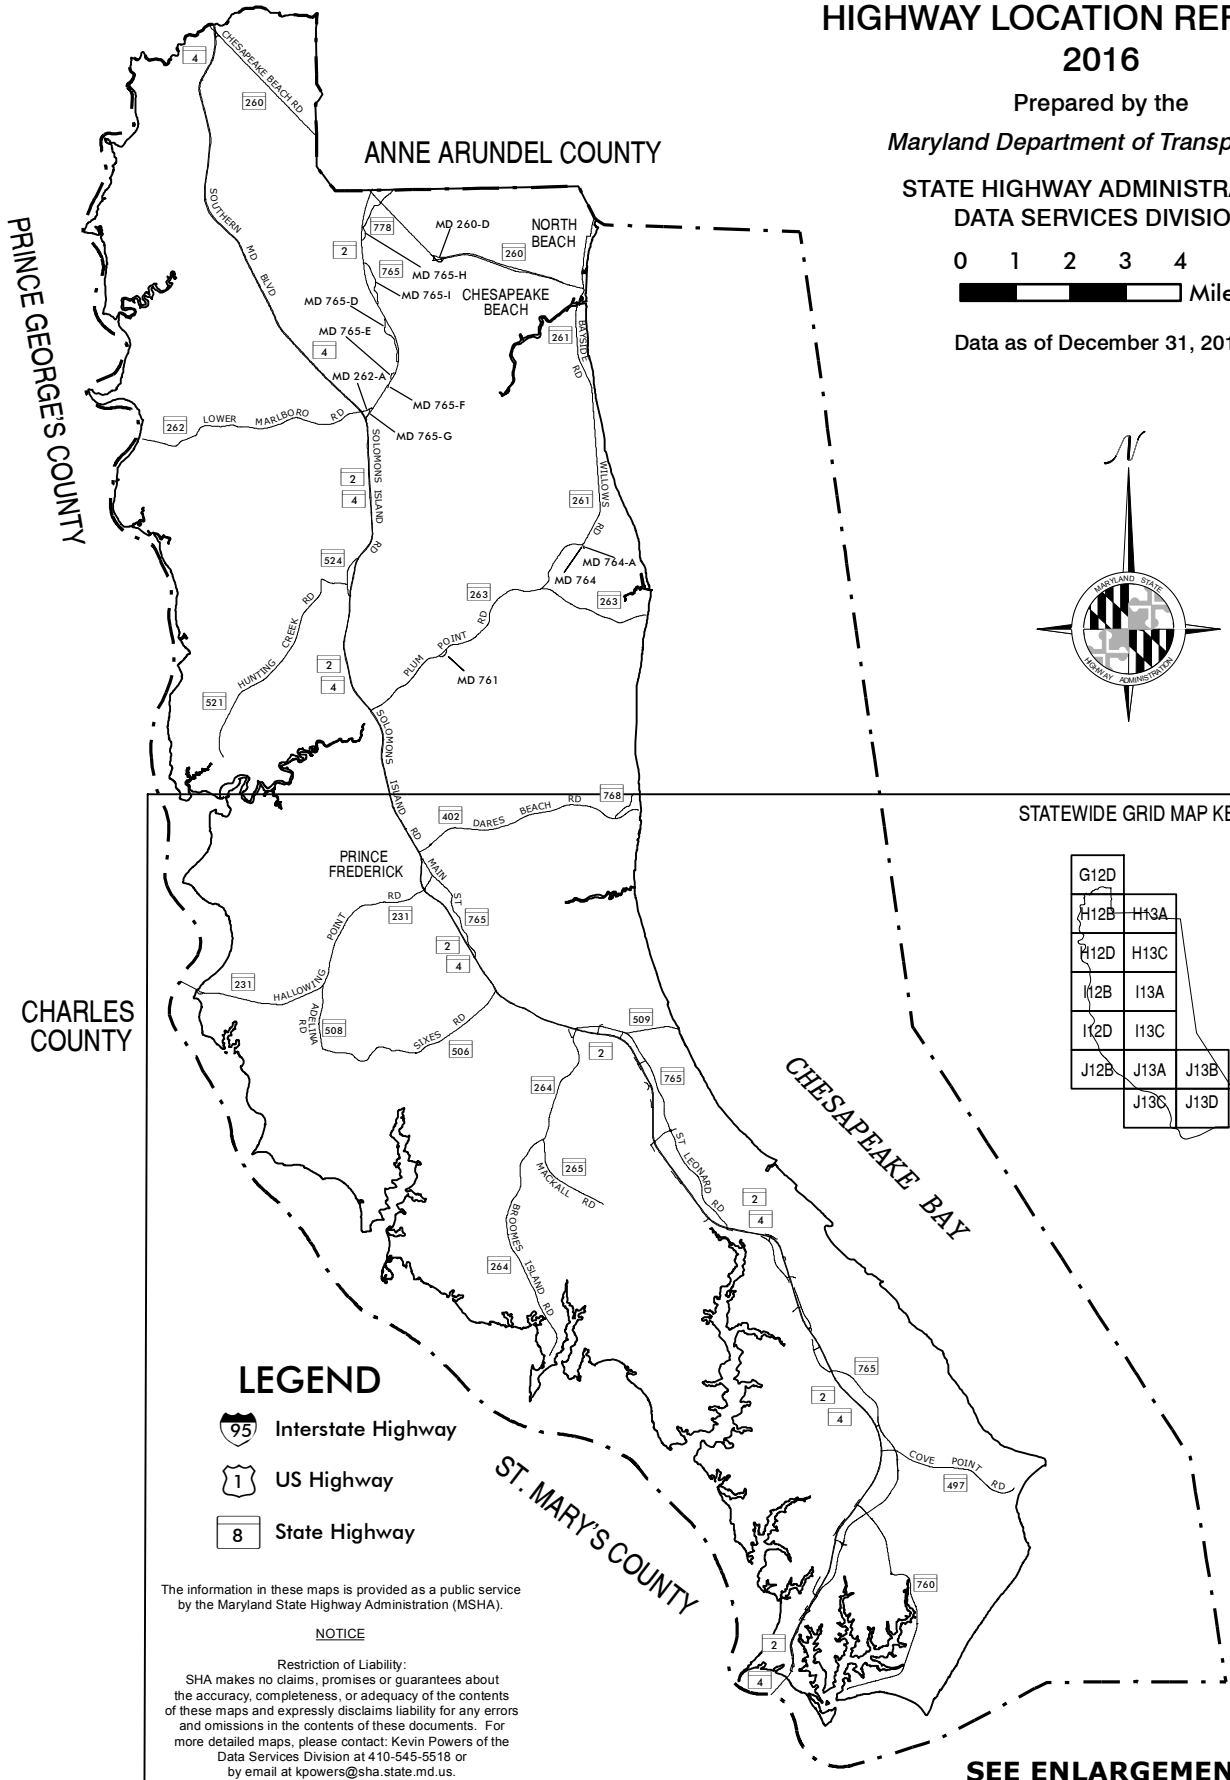 HIGHWAY LOCATION REF
2016
Prepared by the
Maryland Department of Transp
STATE HIGHWAY ADMINISTRA
DATA SERVICES DIVISIO
0 1 2 3 4
Mile
Data as of December 31, 201
ANNE ARUNDEL COUNTY
PRINCE GEORGE'S COUNTY
4
CHESAPEAKE BEACH RD
260
SOUTHERN MD BLVD
778
MD 260-D
NORTH
BEACH
2
260
765
MD 765-H
MD 765-I
CHESAPEAKE
BEACH
MD 765-D
MD 765-E
261
BAYSIDE RD
4
MD 262-A
MD 765-F
262
LOWER MARLBORO RD
MD 765-G
SOLOMONS ISLAND RD
2
4
WILLOWS RD
261
524
MD 764-A
MD 764
263
263
HUNTING CREEK RD
PLUM POINT RD
2
4
MD 761
521
SOLOMONS ISLAND RD
MARYLAND STATE
HIGHWAY ADMINISTRATION
768
402
DARES BEACH RD
STATEWIDE GRID MAP KE
G12D
H12B H13A
H12D H13C
I12B I13A
I12D I13C
J12B J13A J13B
J13C J13D
PRINCE
FREDERICK
MAIN ST
231
765
2
4
231
HALLOWING POINT RD
CHARLES
COUNTY
ADELINA RD
508
SIXES RD
506
509
2
765
264
CHESAPEAKE BAY
ST LEONARD RD
265
MACKALL RD
2
4
BROOMES ISLAND RD
264
765
2
4
COVE POINT RD
497
ST. MARY'S COUNTY
760
2
4
LEGEND
95 Interstate Highway
1 US Highway
8 State Highway
The information in these maps is provided as a public service
by the Maryland State Highway Administration (MSHA).
NOTICE
Restriction of Liability:
SHA makes no claims, promises or guarantees about
the accuracy, completeness, or adequacy of the contents
of these maps and expressly disclaims liability for any errors
and omissions in the contents of these documents. For
more detailed maps, please contact: Kevin Powers of the
Data Services Division at 410-545-5518 or
by email at kpowers@sha.state.md.us.
SEE ENLARGEMEN
N